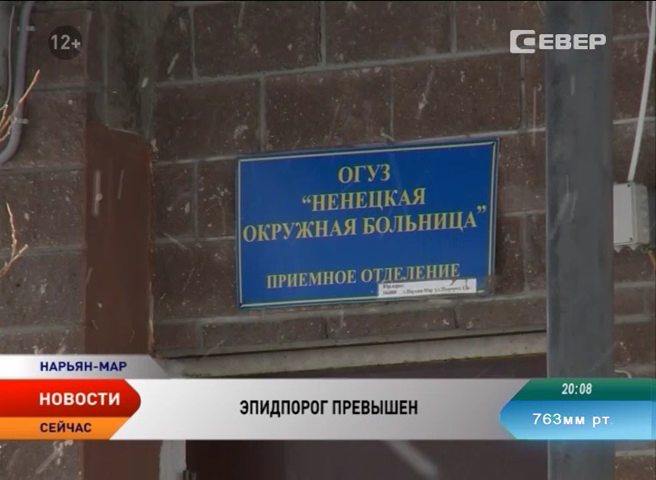 12+
СЕВЕР
ОГУЗ
"НЕНЕЦКАЯ
ОКРУЖНАЯ БОЛЬНИЦА"
ПРИЕМНОЕ ОТДЕЛЕНИЕ
НАРЬЯН-МАР
НОВОСТИ
СЕЙЧАС
ЭПИДПОРОГ ПРЕВЫШЕН
20:08
763мм рт.